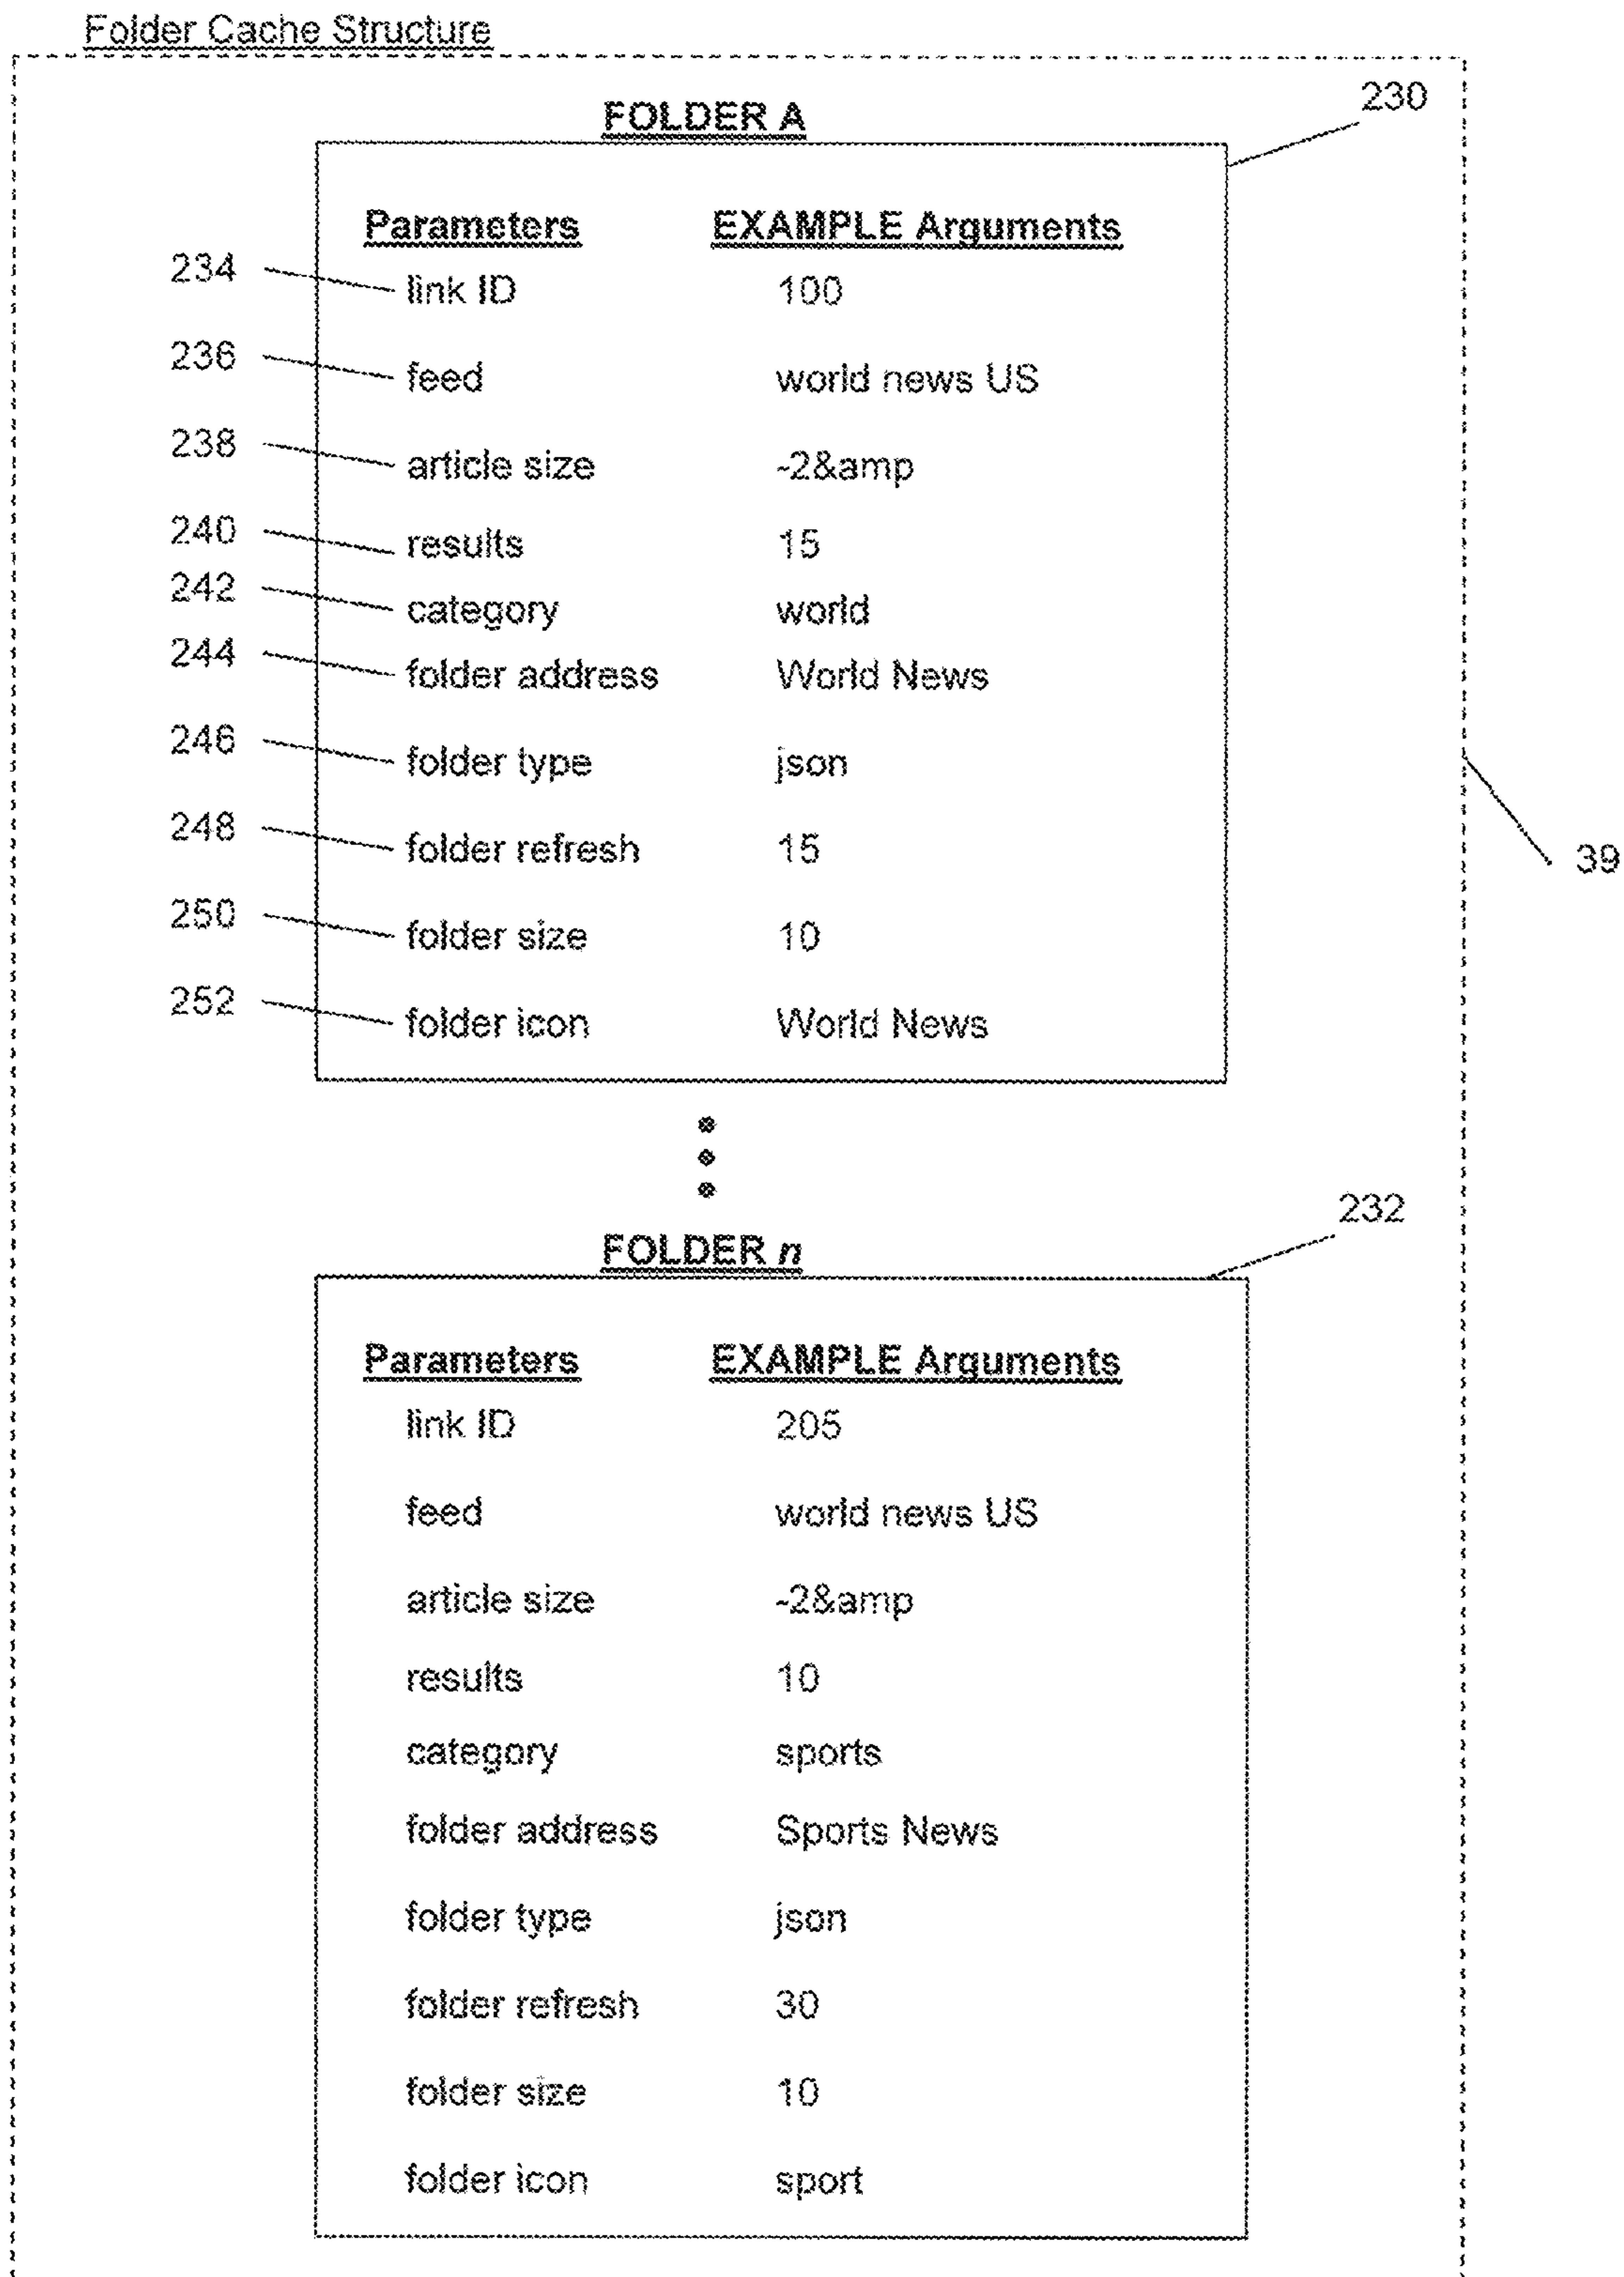 Folder Cache Structure
230
FOLDER A
Parameters EXAMPLE Arguments
234 link ID 100
236 feed world news US
238 article size -2&amp
240 results 15
242 category world
244 folder address World News
246 folder type json
248 folder refresh 15
39
250 folder size 10
252 folder icon World News
232
FOLDER n
Parameters EXAMPLE Arguments
link ID 205
feed world news US
article size -2&amp
results 10
category sports
folder address Sports News
folder type json
folder refresh 30
folder size 10
folder icon sport